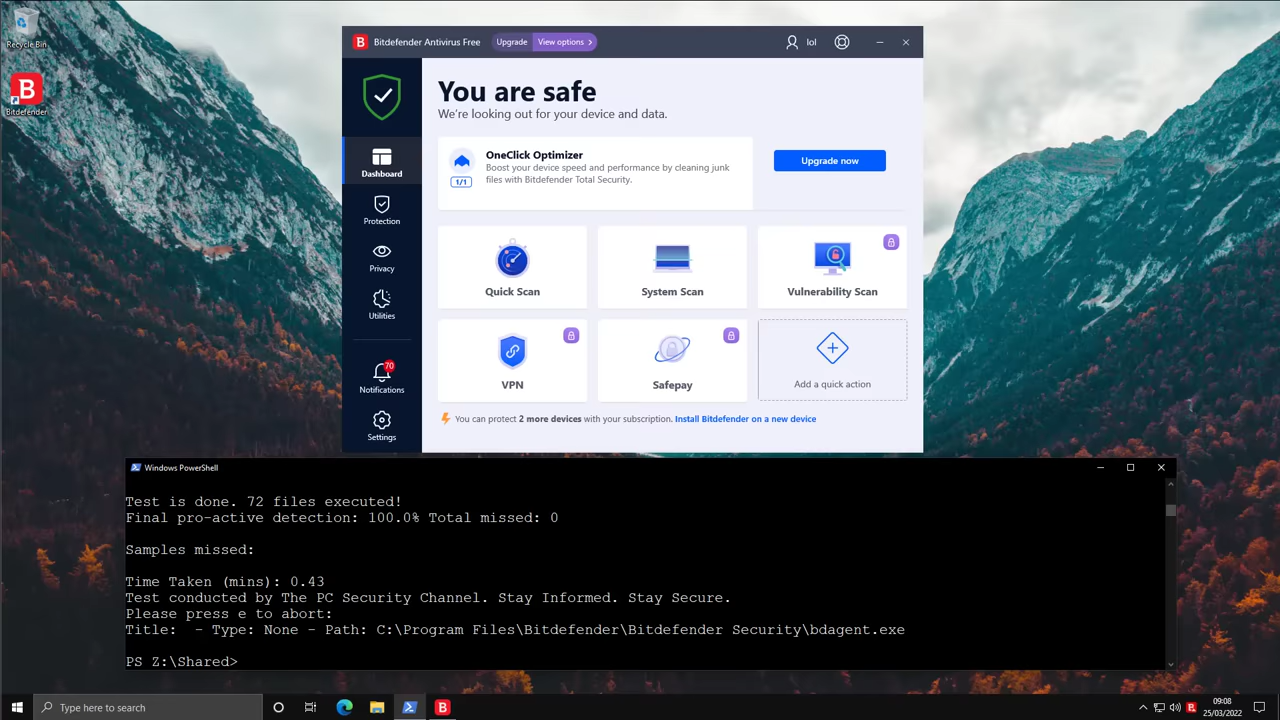 Recycle Bin
B
Bitdefender
B Bitdefender Antivirus Free Upgrade View options lol
You are safe
We're looking out for your device and data.
OneClick Optimizer
Boost your device speed and performance by cleaning junk
files with Bitdefender Total Security.
1/1
Upgrade now
Dashboard
Protection
Privacy
Utilities
70
Notifications
Settings
Quick Scan
System Scan
Vulnerability Scan
VPN
Safepay
Add a quick action
You can protect 2 more devices with your subscription. Install Bitdefender on a new device
Windows PowerShell
Test is done. 72 files executed!
Final pro-active detection: 100.0% Total missed: 0
Samples missed:
Time Taken (mins): 0.43
Test conducted by The PC Security Channel. Stay Informed. Stay Secure.
Please press e to abort:
Title:  - Type: None - Path: C:\Program Files\Bitdefender\Bitdefender Security\bdagent.exe
PS Z:\Shared>
Type here to search
B
B
09:08
25/03/2022